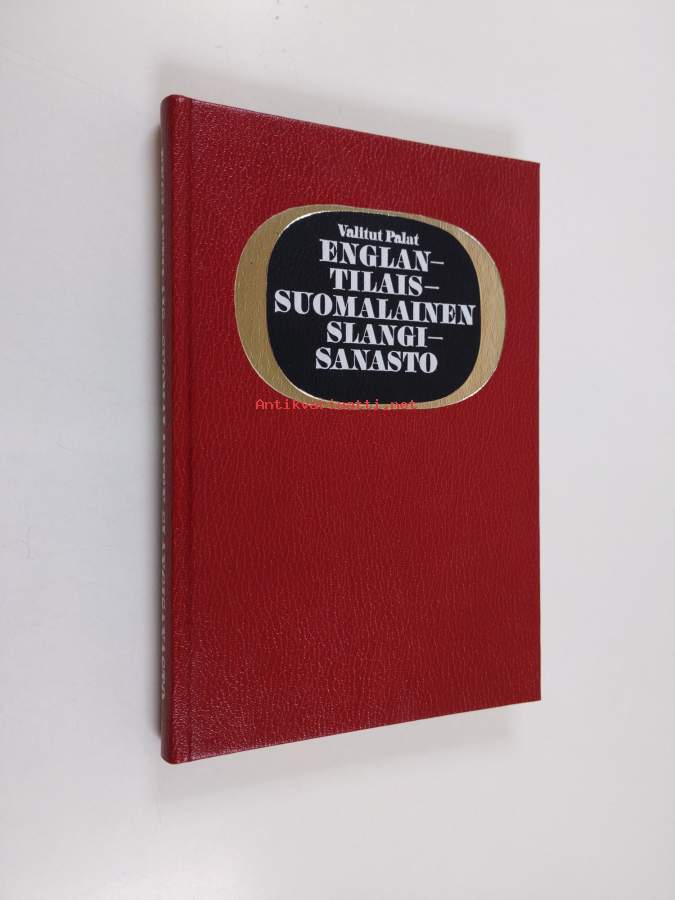 Valitut Palat
ENGLAN–
TILAIS–
SUOMALAINEN
SLANGI–
SANASTO
Antikvariaatti.net